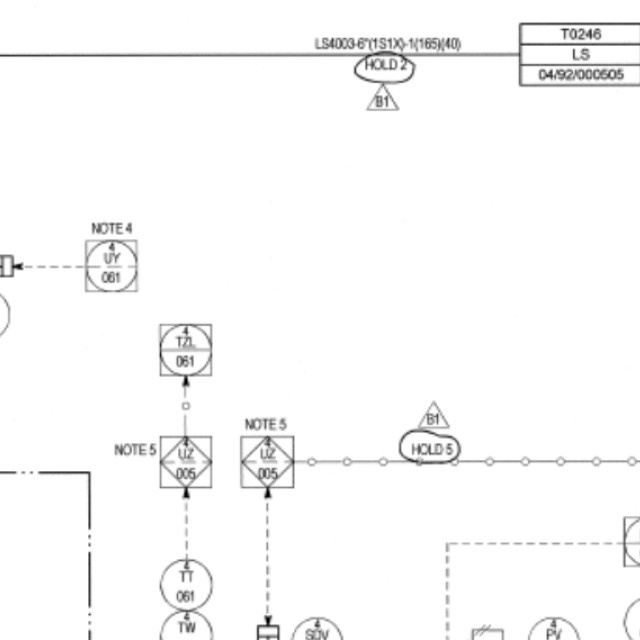 LS4003-6"(1S1X)-1(165)(40)
HOLD 2
B1
T0246
LS
04/92/000505
NOTE 4
4
UY
061
4
TZL
061
NOTE 5
4
UZ
005
NOTE 5
4
UZ
005
B1
HOLD 5
4
TT
061
4
TW
4
SDV
4
PV